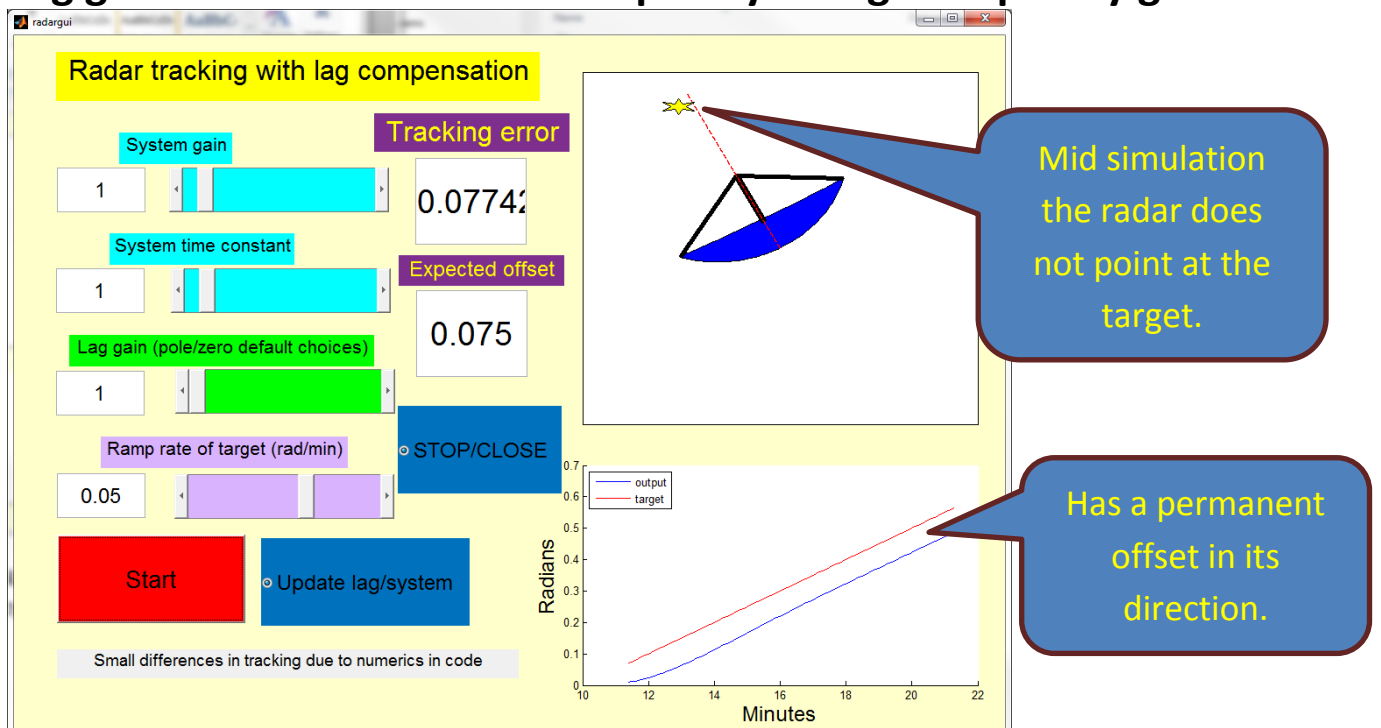 radargui
Radar tracking with lag compensation
System gain
1
Tracking error
0.0774
System time constant
1
Expected offset
0.075
Lag gain (pole/zero default choices)
1
Ramp rate of target (rad/min)
0.05
STOP/CLOSE
Start
Update lag/system
Small differences in tracking due to numerics in code
Mid simulation
the radar does
not point at the
target.
output
target
0.7
0.6
0.5
0.4
0.3
0.2
0.1
0
Radians
10
12
14
16
18
20
22
Minutes
Has a permanent
offset in its
direction.